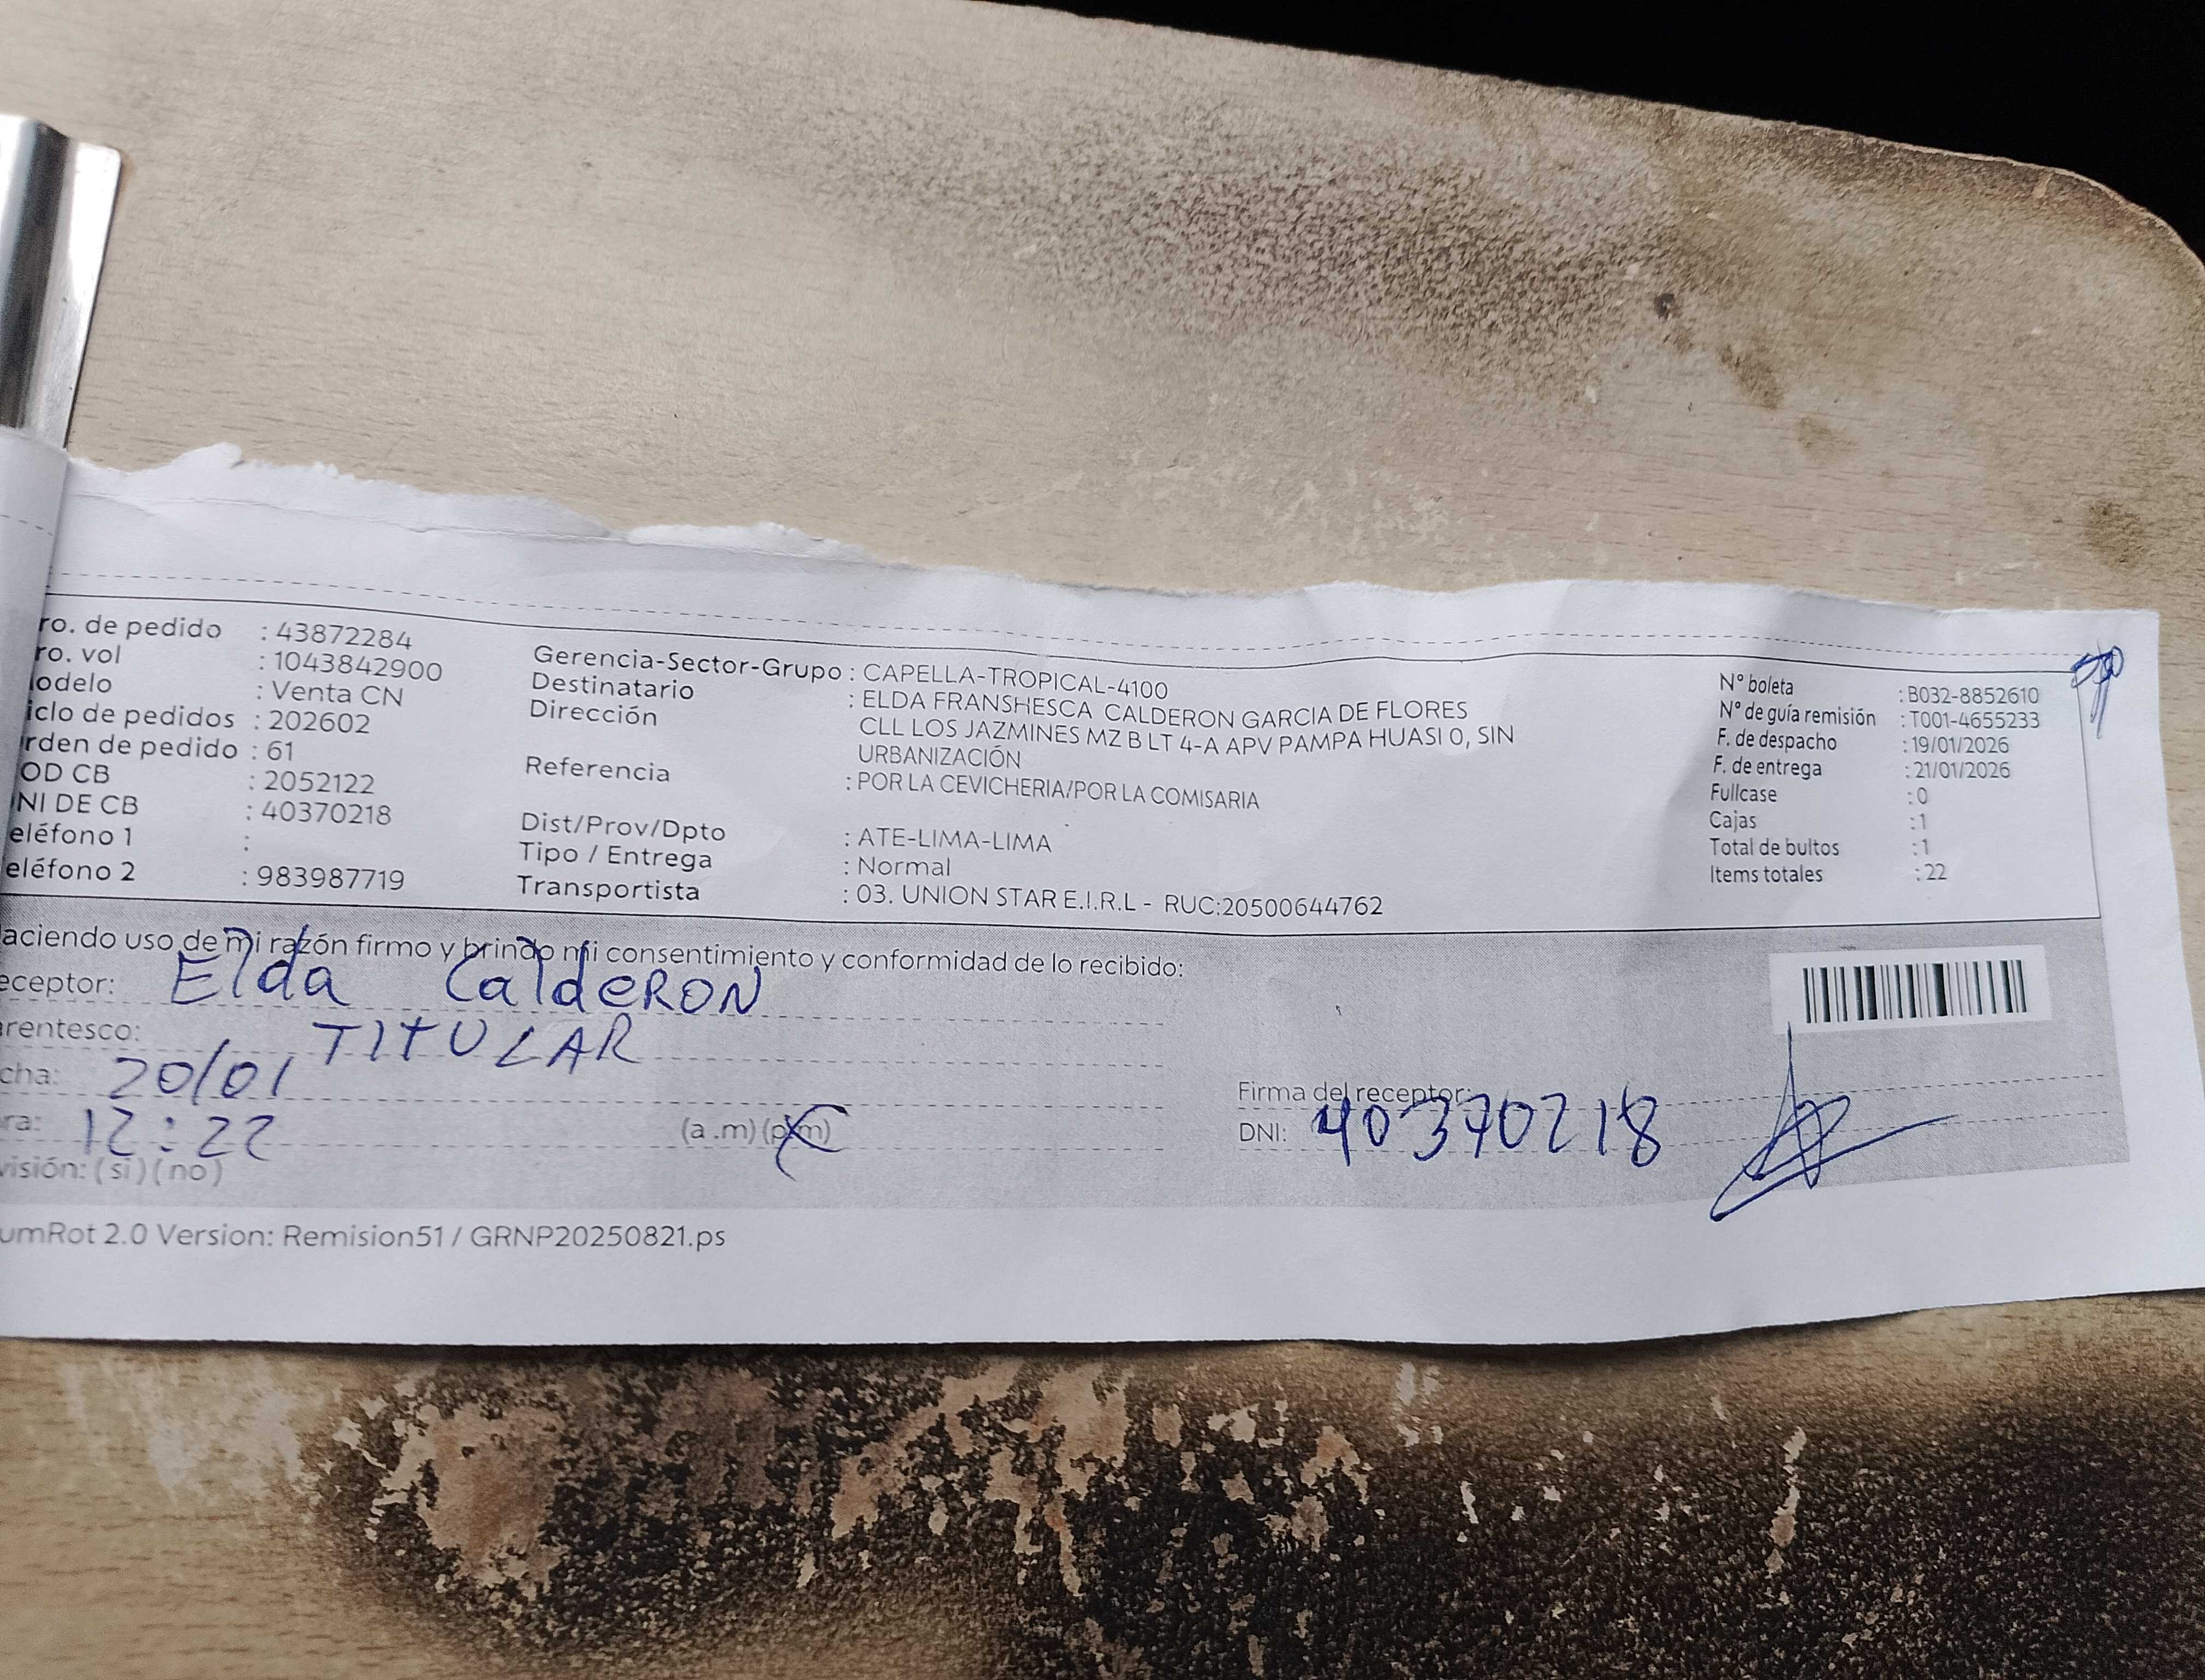 ro. de pedido : 43872284
ro. vol : 1043842900
odelo : Venta CN
iclo de pedidos : 202602
rden de pedido : 61
OD CB : 2052122
NI DE CB : 40370218
eléfono 1 :
eléfono 2 : 983987719
Gerencia-Sector-Grupo : CAPELLA-TROPICAL-4100
Destinatario : ELDA FRANSHESCA CALDERON GARCIA DE FLORES
Dirección CLL LOS JAZMINES MZ B LT 4-A APV PAMPA HUASI 0, SIN
URBANIZACIÓN
Referencia : POR LA CEVICHERIA/POR LA COMISARIA
Dist/Prov/Dpto : ATE-LIMA-LIMA
Tipo / Entrega : Normal
Transportista : 03. UNION STAR E.I.R.L - RUC:20500644762
N° boleta : B032-8852610
N° de guía remisión : T001-4655233
F. de despacho : 19/01/2026
F. de entrega : 21/01/2026
Fullcase : 0
Cajas : 1
Total de bultos : 1
Items totales : 22
aciendo uso de mi razón firmo y brindo mi consentimiento y conformidad de lo recibido:
eceptor: Elda CaldeRON
arentesco: TITULAR
cha: 20/01
ra: 12:22 (a .m) (p.m)
visión: (si) (no)
Firma del receptor:
DNI: 40370218
umRot 2.0 Version: Remision51 / GRNP20250821.ps